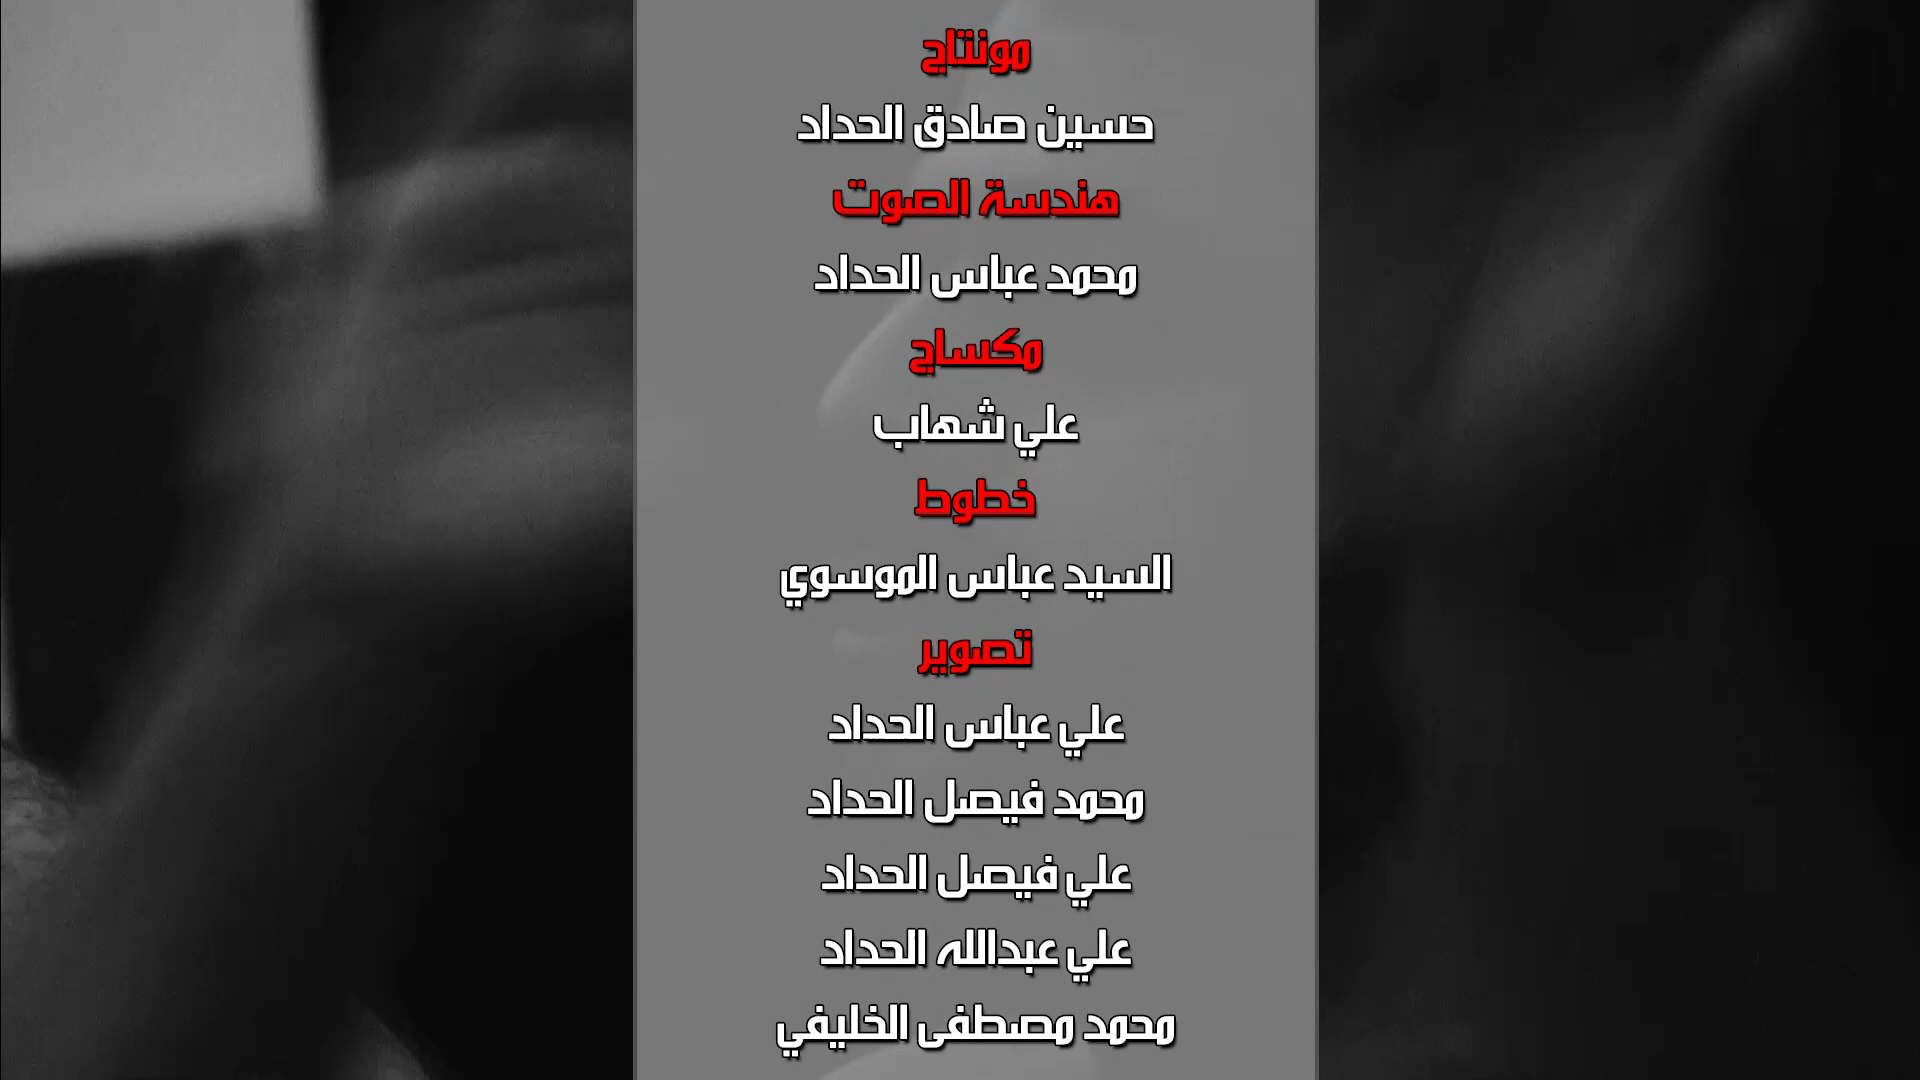 مونتاج
حسين صادق الحداد
هندسة الصوت
محمد عباس الحداد
مكساج
علي شهاب
خطوط
السيد عباس الموسوي
تصوير
علي عباس الحداد
محمد فيصل الحداد
علي فيصل الحداد
علي عبدالله الحداد
محمد مصطفى الخليفي